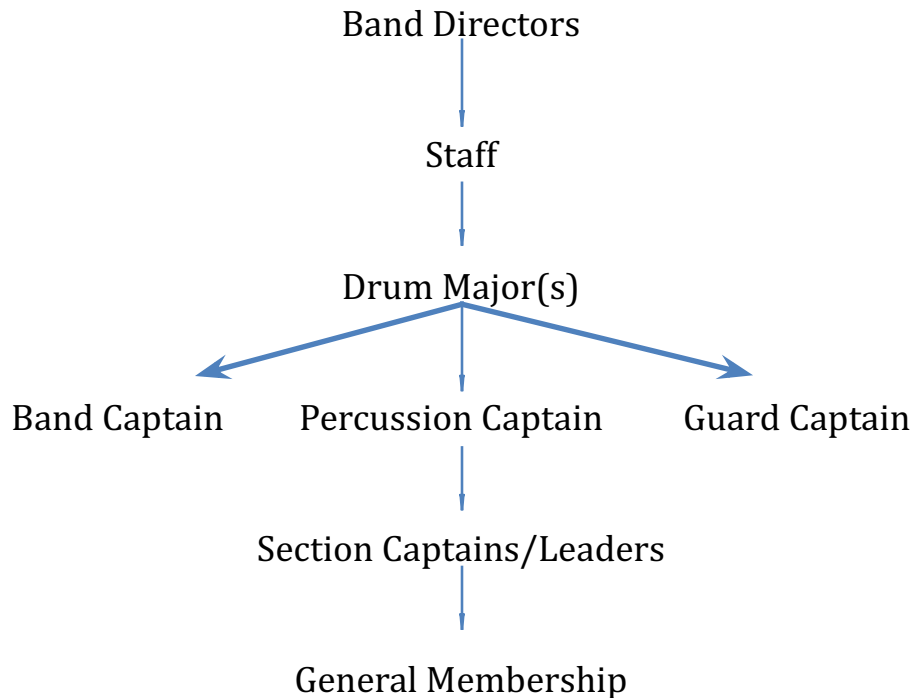 Band Directors
Staff
Drum Major(s)
Band Captain Percussion Captain Guard Captain
Section Captains/Leaders
General Membership